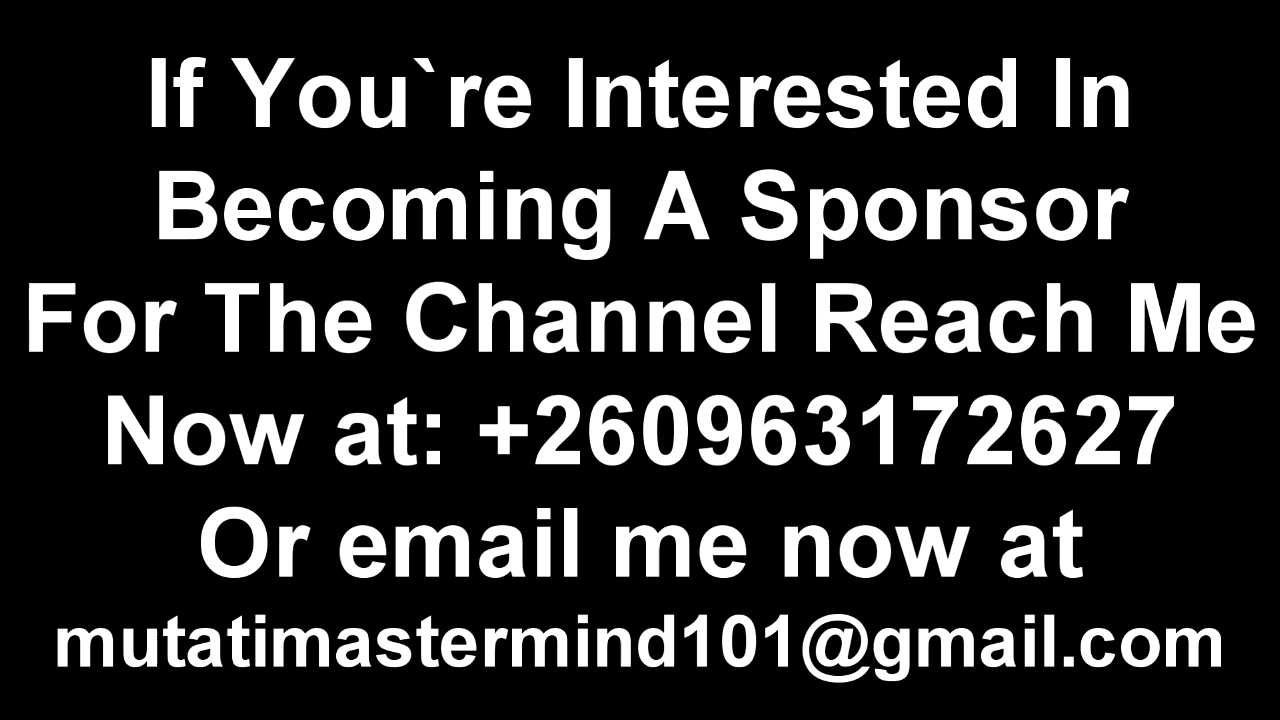 If You`re Interested In
Becoming A Sponsor
For The Channel Reach Me
Now at: +260963172627
Or email me now at
mutatimastermind101@gmail.com